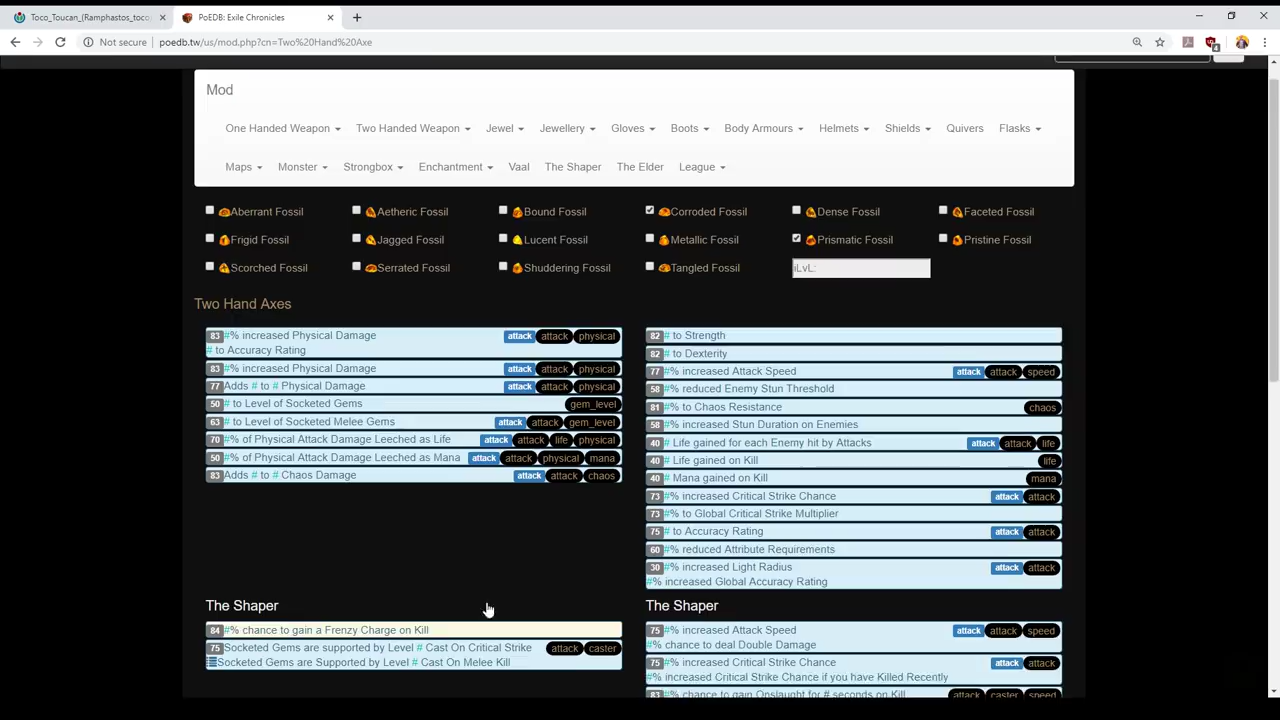 Toco_Toucan_(Ramphastos_toco
PoEDB: Exile Chronicles
Not secure
poedb.tw/us/mod.php?cn=Two%20Hand%20Axe
4
Mod
One Handed Weapon Two Handed Weapon Jewel Jewellery Gloves Boots Body Armours Helmets Shields Quivers Flasks
Maps Monster Strongbox Enchantment Vaal The Shaper The Elder League
Aberrant Fossil Aetheric Fossil Bound Fossil Corroded Fossil Dense Fossil Faceted Fossil
Frigid Fossil Jagged Fossil Lucent Fossil Metallic Fossil Prismatic Fossil Pristine Fossil
Scorched Fossil Serrated Fossil Shuddering Fossil Tangled Fossil iLvL:
Two Hand Axes
83 #% increased Physical Damage attack attack physical
# to Accuracy Rating
83 #% increased Physical Damage attack attack physical
77 Adds # to # Physical Damage attack attack physical
50 # to Level of Socketed Gems gem_level
63 # to Level of Socketed Melee Gems attack attack gem_level
70 #% of Physical Attack Damage Leeched as Life attack attack life physical
50 #% of Physical Attack Damage Leeched as Mana attack attack physical mana
83 Adds # to # Chaos Damage attack attack chaos
82 # to Strength
82 # to Dexterity
77 #% increased Attack Speed attack attack speed
58 #% reduced Enemy Stun Threshold
81 #% to Chaos Resistance chaos
58 #% increased Stun Duration on Enemies
40 # Life gained for each Enemy hit by Attacks attack attack life
40 # Life gained on Kill life
40 # Mana gained on Kill mana
73 #% increased Critical Strike Chance attack attack
73 #% to Global Critical Strike Multiplier
75 # to Accuracy Rating attack attack
60 #% reduced Attribute Requirements
30 #% increased Light Radius attack attack
#% increased Global Accuracy Rating
The Shaper
84 #% chance to gain a Frenzy Charge on Kill
75 Socketed Gems are supported by Level # Cast On Critical Strike attack caster
Socketed Gems are Supported by Level # Cast On Melee Kill
The Shaper
75 #% increased Attack Speed attack attack speed
#% chance to deal Double Damage
75 #% increased Critical Strike Chance attack attack
#% increased Critical Strike Chance if you have Killed Recently
83 #% chance to gain Onslaught for # seconds on Kill attack caster speed